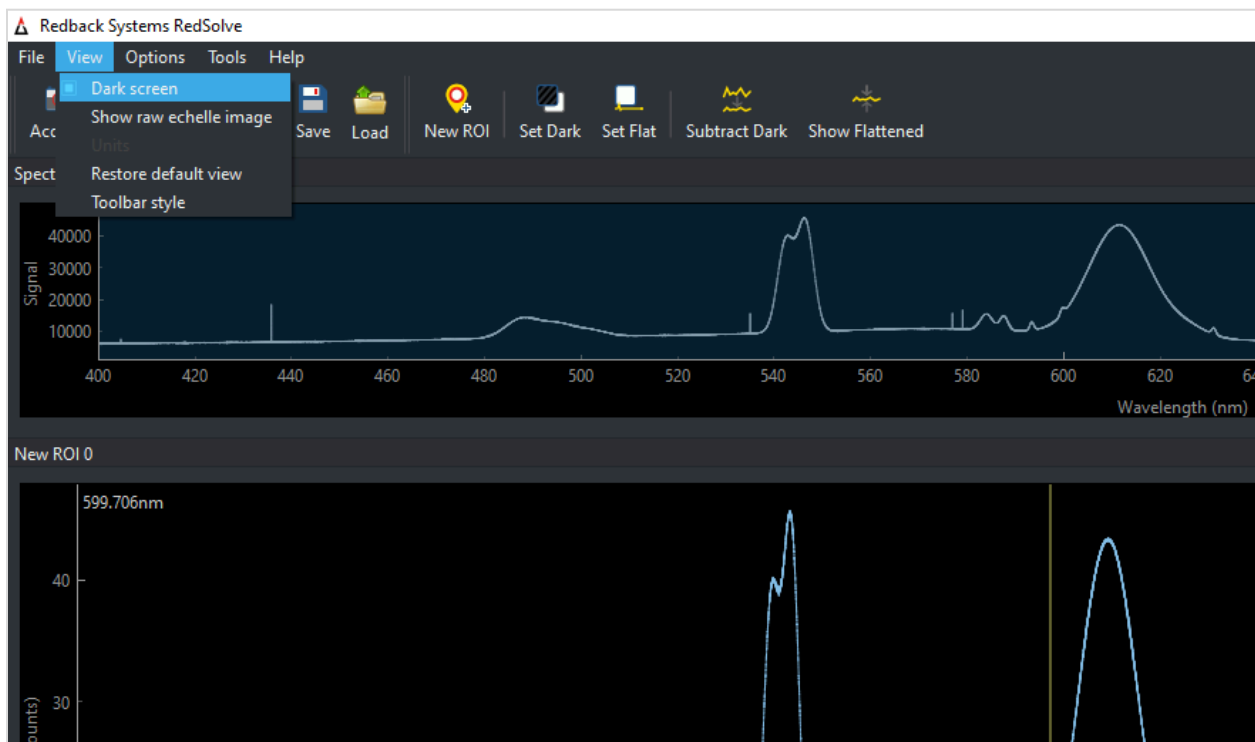 Redback Systems RedSolve
File View Options Tools Help
Dark screen
Show raw echelle image
Units
Restore default view
Toolbar style
Save Load New ROI Set Dark Set Flat Subtract Dark Show Flattened
40000
30000
20000
10000
Signal
400 420 440 460 480 500 520 540 560 580 600 620
Wavelength (nm)
New ROI 0
599.706nm
40
30